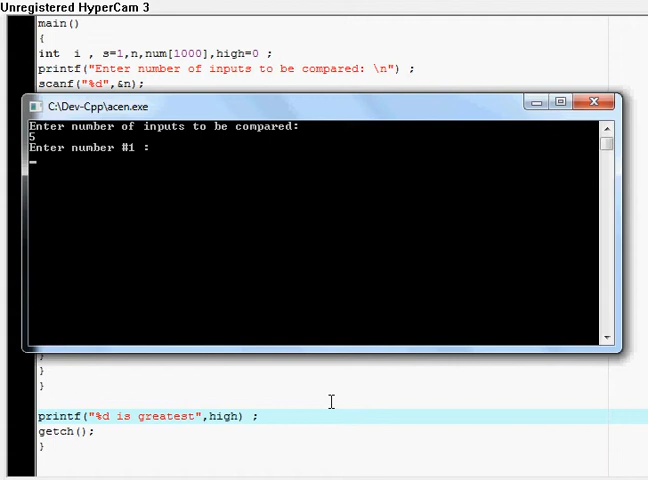 Unregistered HyperCam 3
main()
{
int  i , s=1,n,num[1000],high=0 ;
printf("Enter number of inputs to be compared: \n") ;
scanf("%d",&n);
C:\Dev-Cpp\acen.exe
Enter number of inputs to be compared:
5
Enter number #1 :
}
}
}
printf("%d is greatest",high) ;
getch();
}